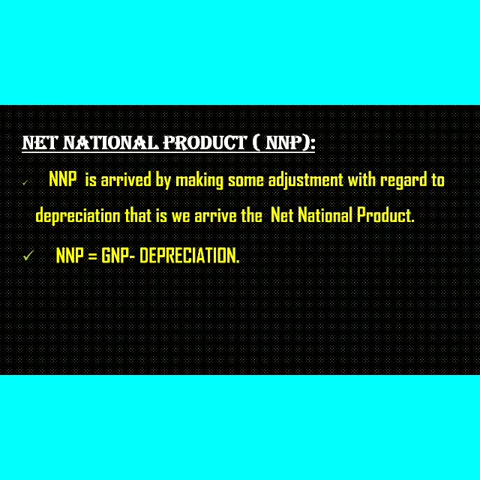 NET NATIONAL PRODUCT ( NNP):
✓ NNP is arrived by making some adjustment with regard to
depreciation that is we arrive the Net National Product.
✓ NNP = GNP- DEPRECIATION.